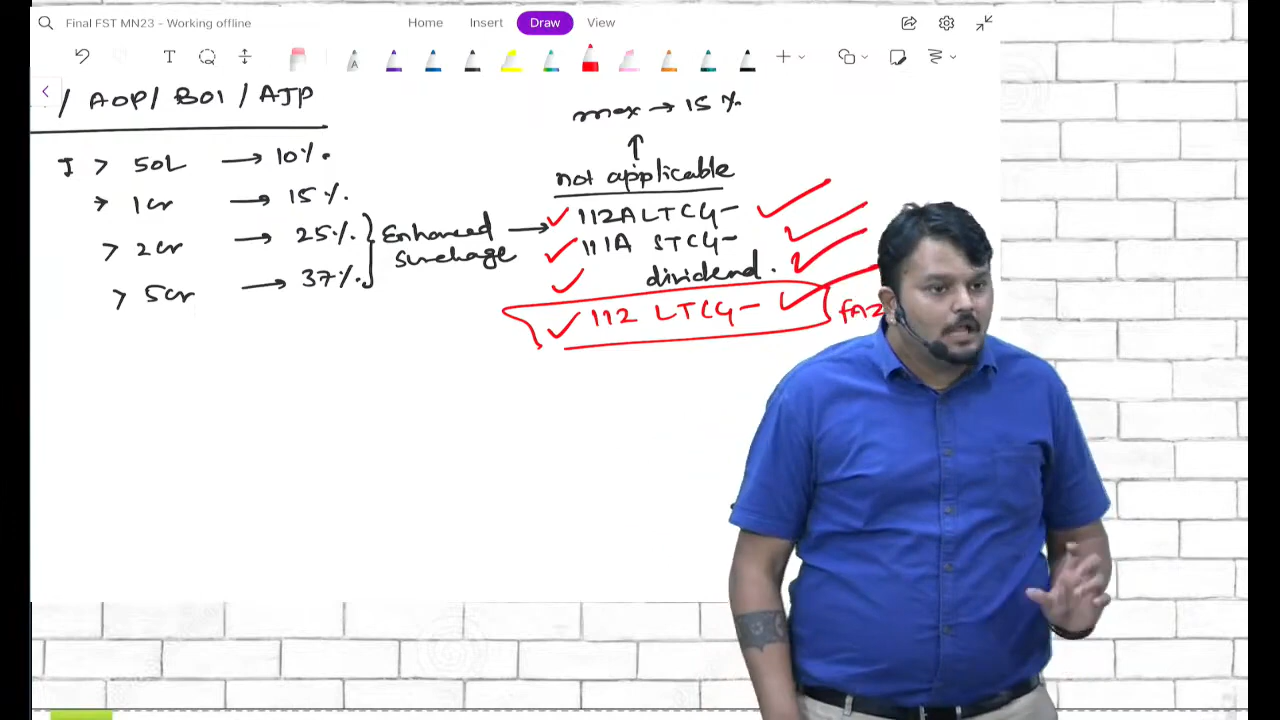 Final FST MN23 - Working offline
Home Insert Draw View
/ AOP / BOI / AJP
I > 50L → 10%.
> 1cr → 15%.
> 2cr → 25%.
> 5cr → 37%.
Enhanced
surchage
max → 15%
not applicable
112A LTCG
111A STCG
dividend.
112 LTCG